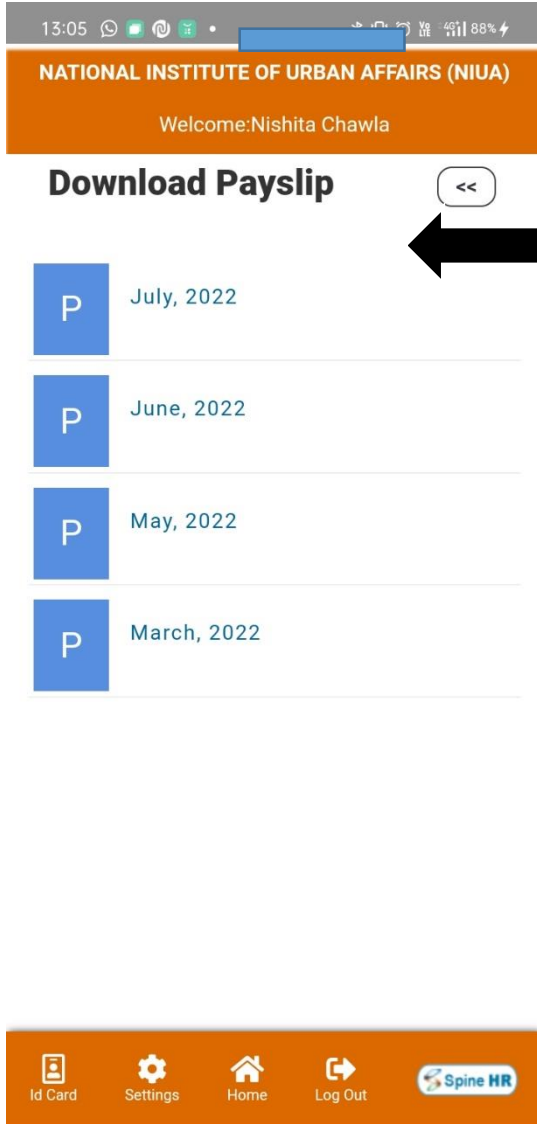 13:05 88%
NATIONAL INSTITUTE OF URBAN AFFAIRS (NIUA)
Welcome:Nishita Chawla
Download Payslip <<
P July, 2022
P June, 2022
P May, 2022
P March, 2022
Id Card Settings Home Log Out Spine HR